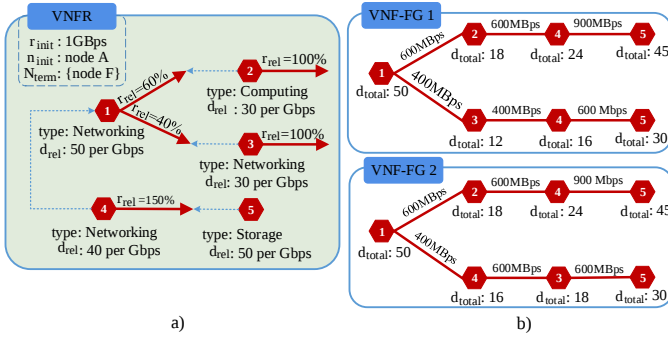 VNFR
r init : 1GBps
n init : node A
N term : {node F}
1
r rel=60%
r rel=40%
type: Networking
d rel: 50 per Gbps
2
r rel=100%
type: Computing
d rel : 30 per Gbps
3
r rel=100%
type: Networking
d rel: 30 per Gbps
4
r rel=150%
type: Networking
d rel: 40 per Gbps
5
type: Storage
d rel: 50 per Gbps
a)
VNF-FG 1
1
d total: 50
600MBps
2
d total: 18
600MBps
4
d total: 24
900MBps
5
d total: 45
400MBps
3
d total: 12
400MBps
4
d total: 16
600 Mbps
5
d total: 30
VNF-FG 2
1
d total: 50
600MBps
2
d total: 18
600MBps
4
d total: 24
900 Mbps
5
d total: 45
400MBps
4
d total: 16
600MBps
3
d total: 18
600MBps
5
d total: 30
b)